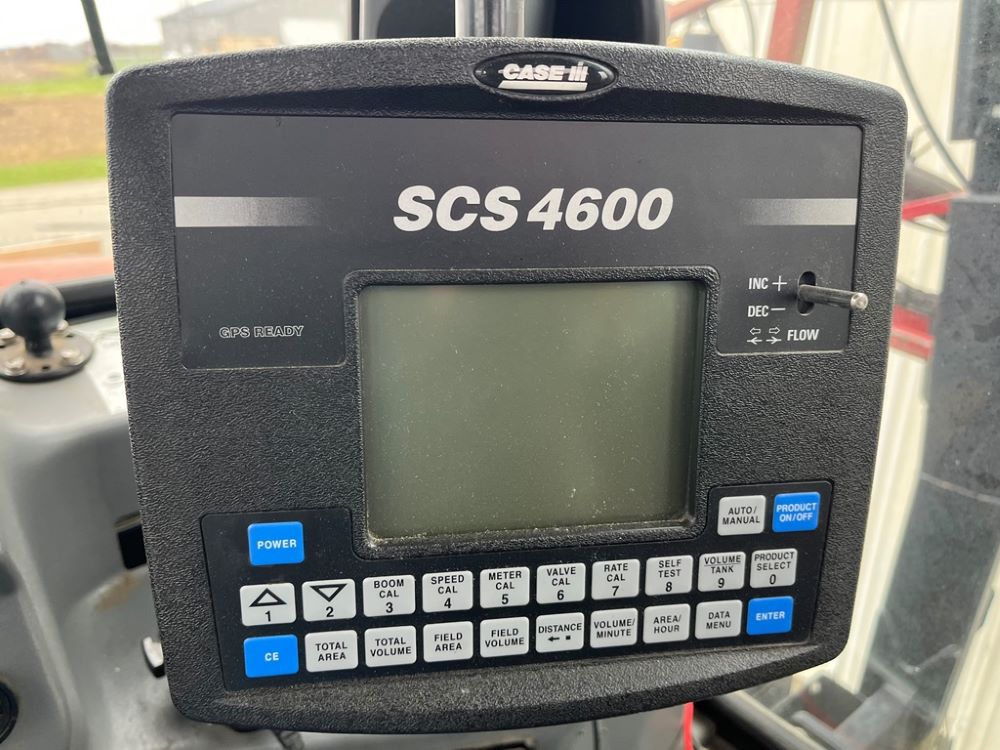 CASE III
SCS 4600
GPS READY
INC +
DEC −
⇦ ⇨ FLOW
AUTO/
MANUAL
PRODUCT
ON/OFF
POWER
△
1
▽
2
BOOM
CAL
3
SPEED
CAL
4
METER
CAL
5
VALVE
CAL
6
RATE
CAL
7
SELF
TEST
8
VOLUME
TANK
9
PRODUCT
SELECT
0
CE
TOTAL
AREA
TOTAL
VOLUME
FIELD
AREA
FIELD
VOLUME
DISTANCE
← ■
VOLUME/
MINUTE
AREA/
HOUR
DATA
MENU
ENTER